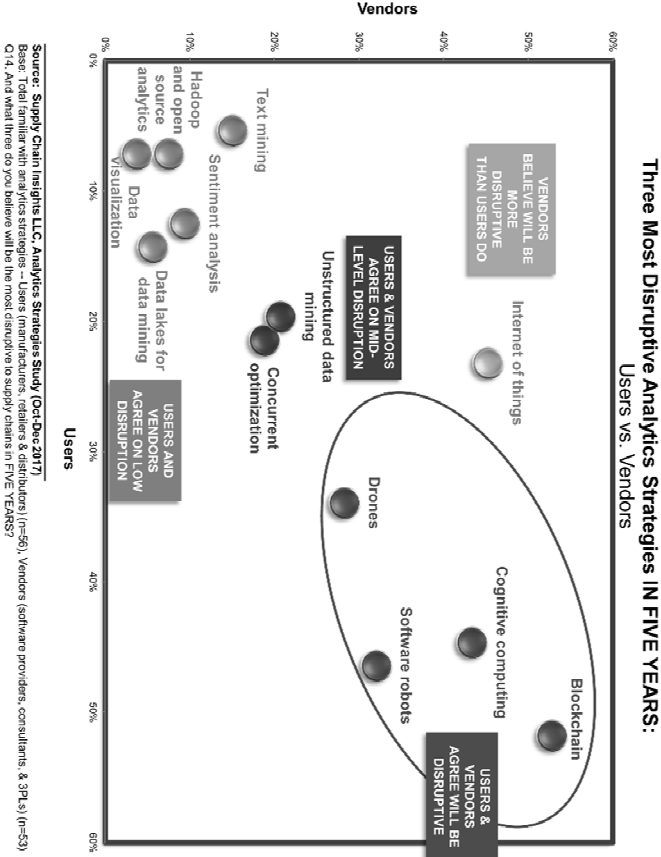 Three Most Disruptive Analytics Strategies IN FIVE YEARS:
Users vs. Vendors
Vendors
60%
50%
40%
30%
20%
10%
0%
VENDORS
BELIEVE WILL BE
MORE
DISRUPTIVE
THAN USERS DO
Internet of things
Blockchain
Cognitive computing
USERS &
VENDORS
AGREE WILL BE
DISRUPTIVE
Software robots
Drones
USERS & VENDORS
AGREE ON MID-
LEVEL DISRUPTION
Unstructured data
mining
Concurrent
optimization
Text mining
Sentiment analysis
Hadoop
and open
source
analytics
Data lakes for
data mining
Data
visualization
USERS AND
VENDORS
AGREE ON LOW
DISRUPTION
0%
10%
20%
30%
40%
50%
60%
Users
Source: Supply Chain Insights LLC, Analytics Strategies Study (Oct-Dec 2017)
Base: Total familiar with analytics strategies -- Users (manufacturers, retailers & distributors) (n=56), Vendors (software providers, consultants, & 3PLs) (n=53)
Q14. And what three do you believe will be the most disruptive to supply chains in FIVE YEARS?